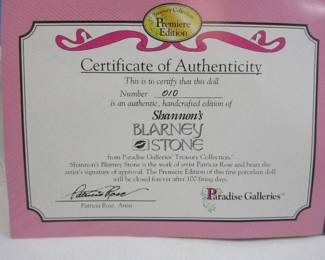 Treasury Collection
Premiere
Edition
Certificate of Authenticity
This is to certify that this doll
Number 010
is an authentic, handcrafted edition of
Shannon's
BLARNEY
STONE
from Paradise Galleries' Treasury Collection.
Shannon's Blarney Stone is the work of artist Patricia Rose and bears the
artist's signature of approval. The Premiere Edition of this fine porcelain doll
will be closed forever after 100 firing days.
Patricia Rose
Patricia Rose, Artist
Paradise Galleries™